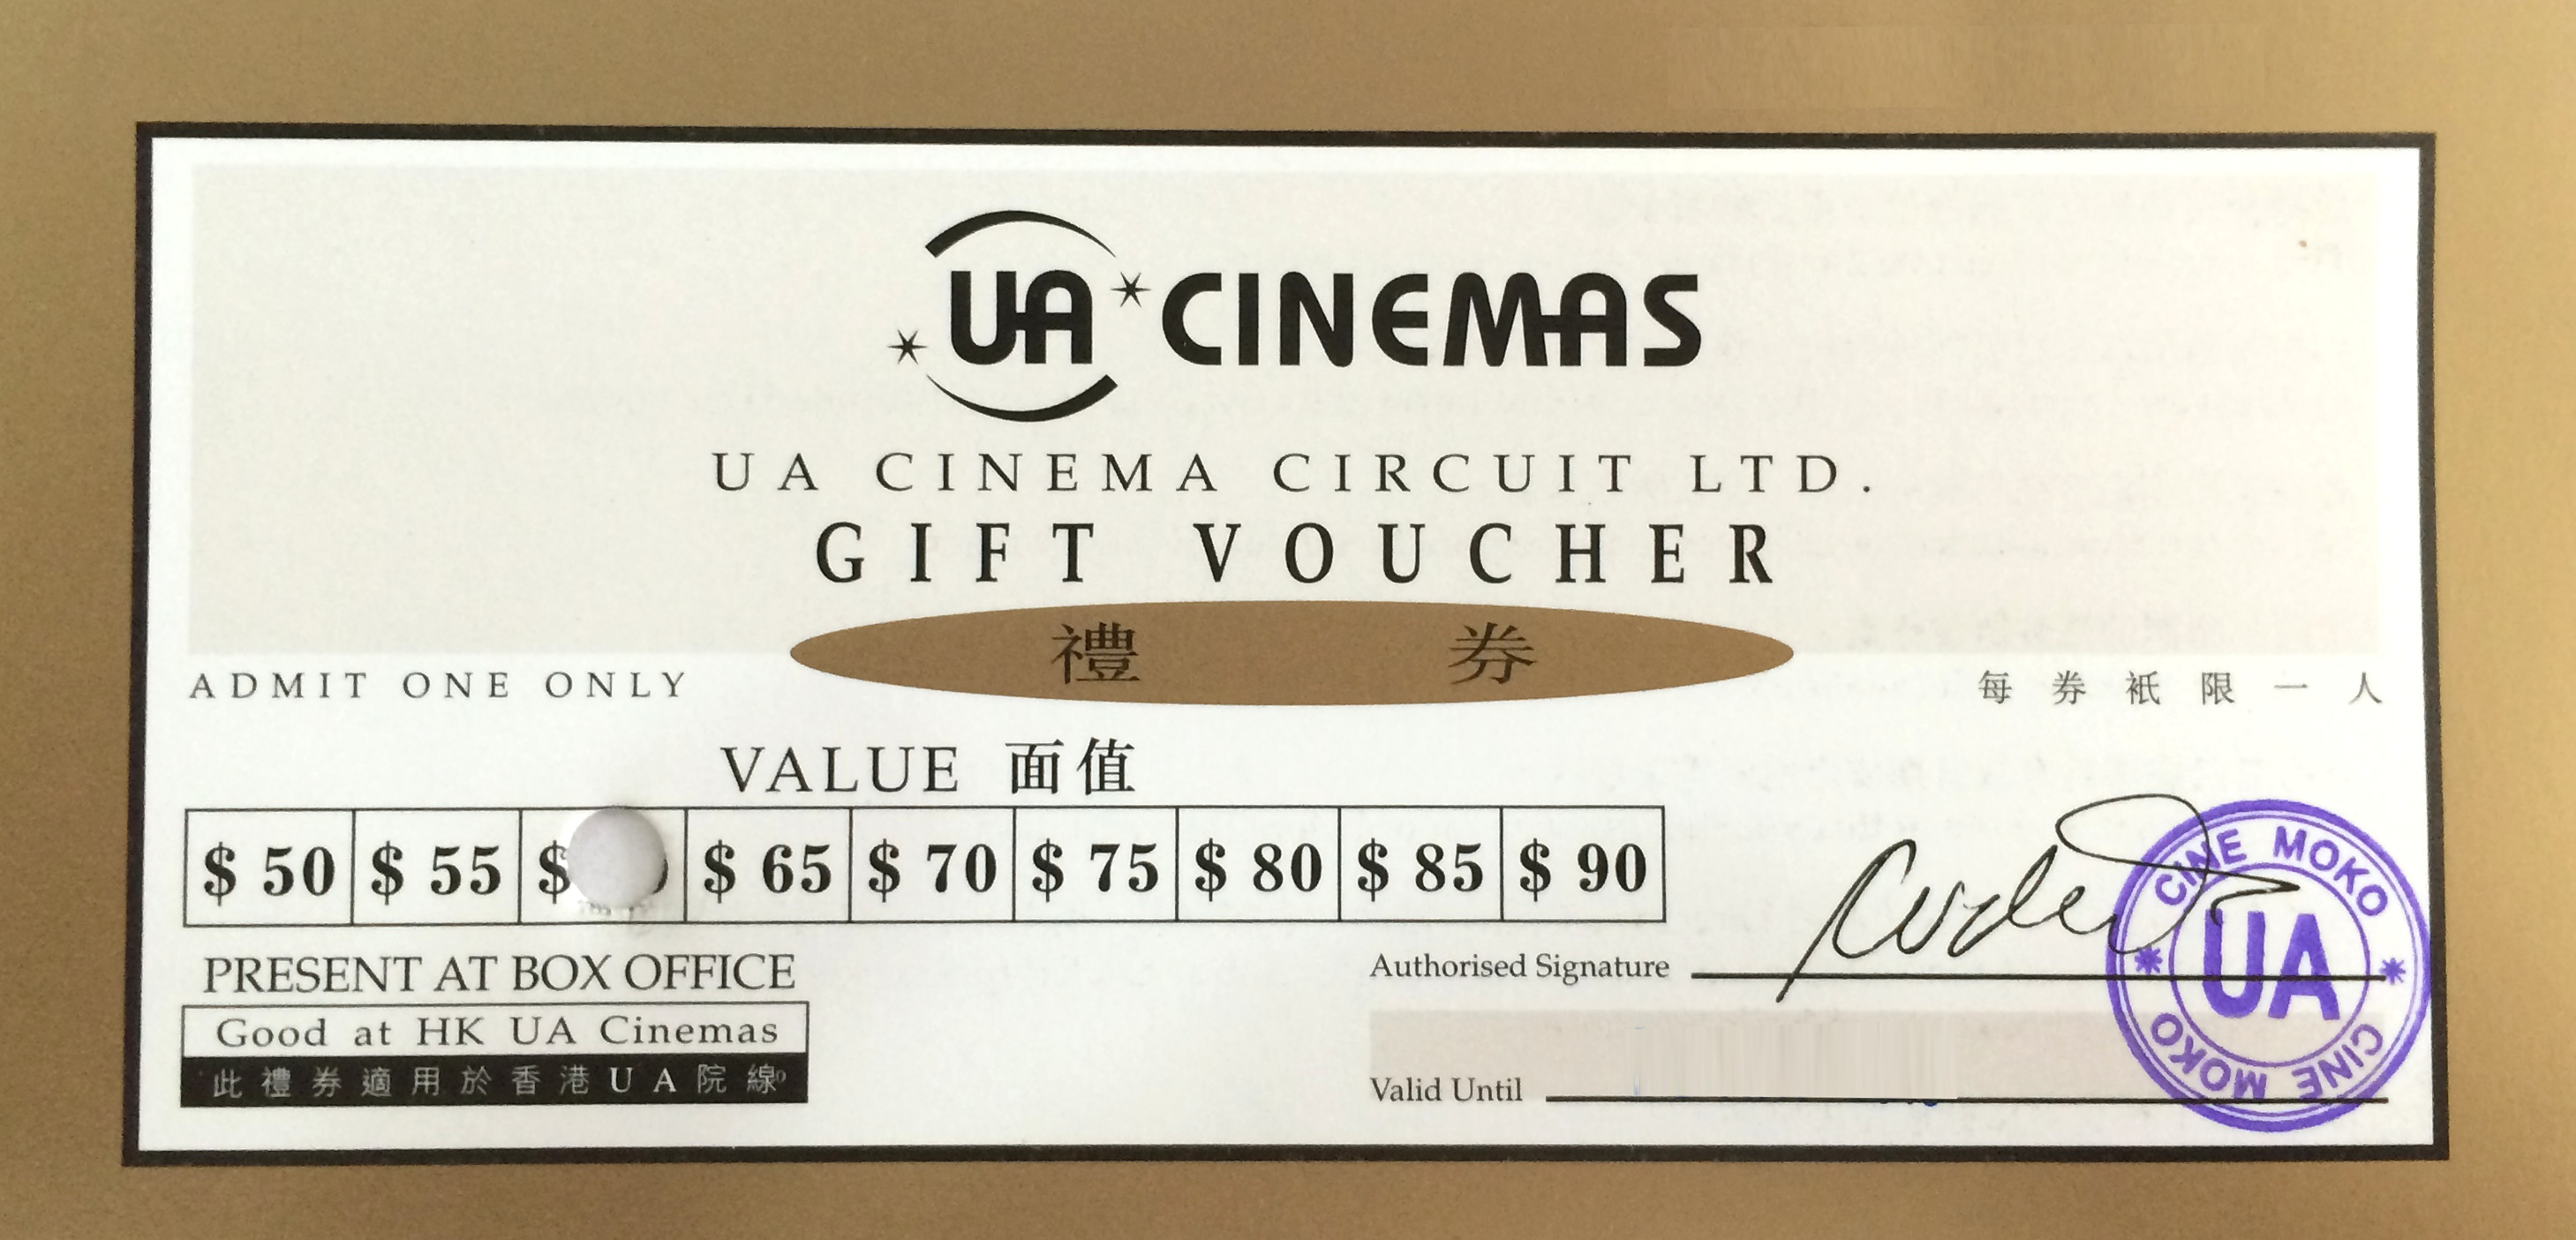 UA CINEMAS
UA CINEMA CIRCUIT LTD.
GIFT VOUCHER
禮券
ADMIT ONE ONLY
每券祇限一人
VALUE 面值
$ 50 $ 55 $ $ 65 $ 70 $ 75 $ 80 $ 85 $ 90
PRESENT AT BOX OFFICE
Good at HK UA Cinemas
此禮券適用於香港UA院線。
Authorised Signature
Valid Until
CINE MOKO
UA
CINE MOKO